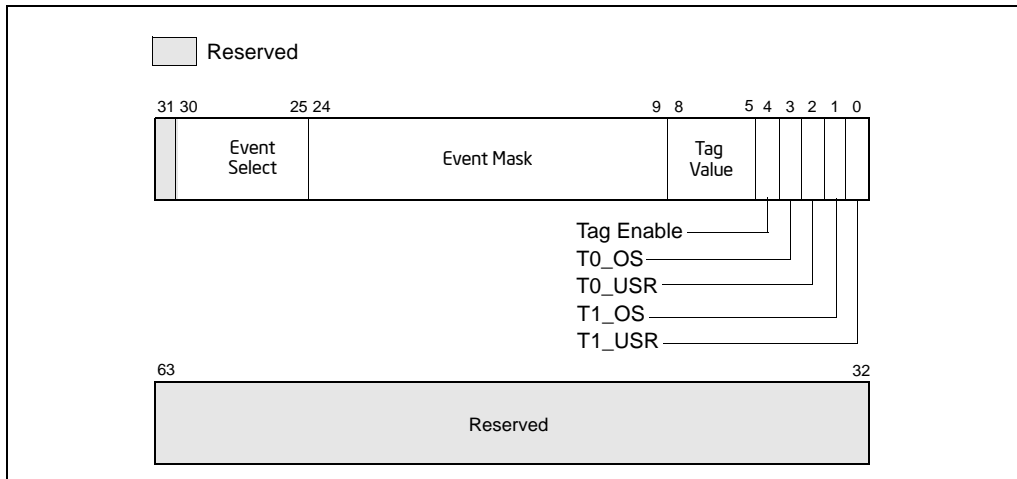 Reserved
31 30 25 24 9 8 5 4 3 2 1 0
Event
Select
Event Mask
Tag
Value
Tag Enable
T0_OS
T0_USR
T1_OS
T1_USR
63 32
Reserved